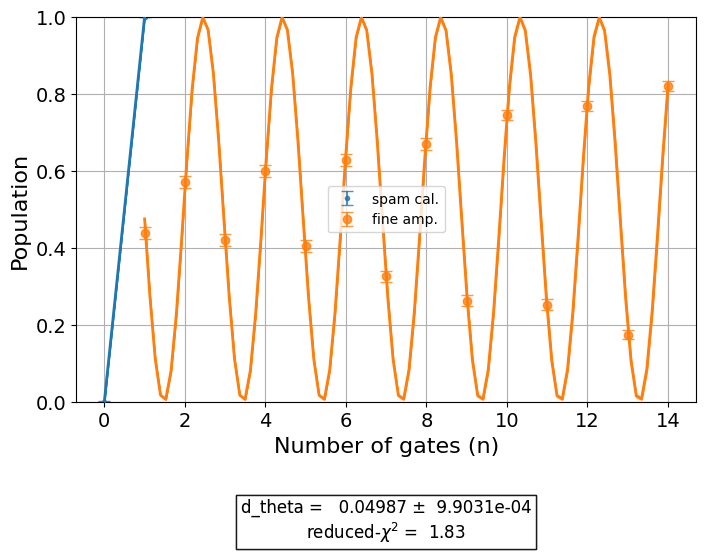 Population
1.0
0.8
0.6
0.4
0.2
0.0
spam cal.
fine amp.
0 2 4 6 8 10 12 14
Number of gates (n)
d_theta = 0.04987 ± 9.9031e-04
reduced-χ² = 1.83